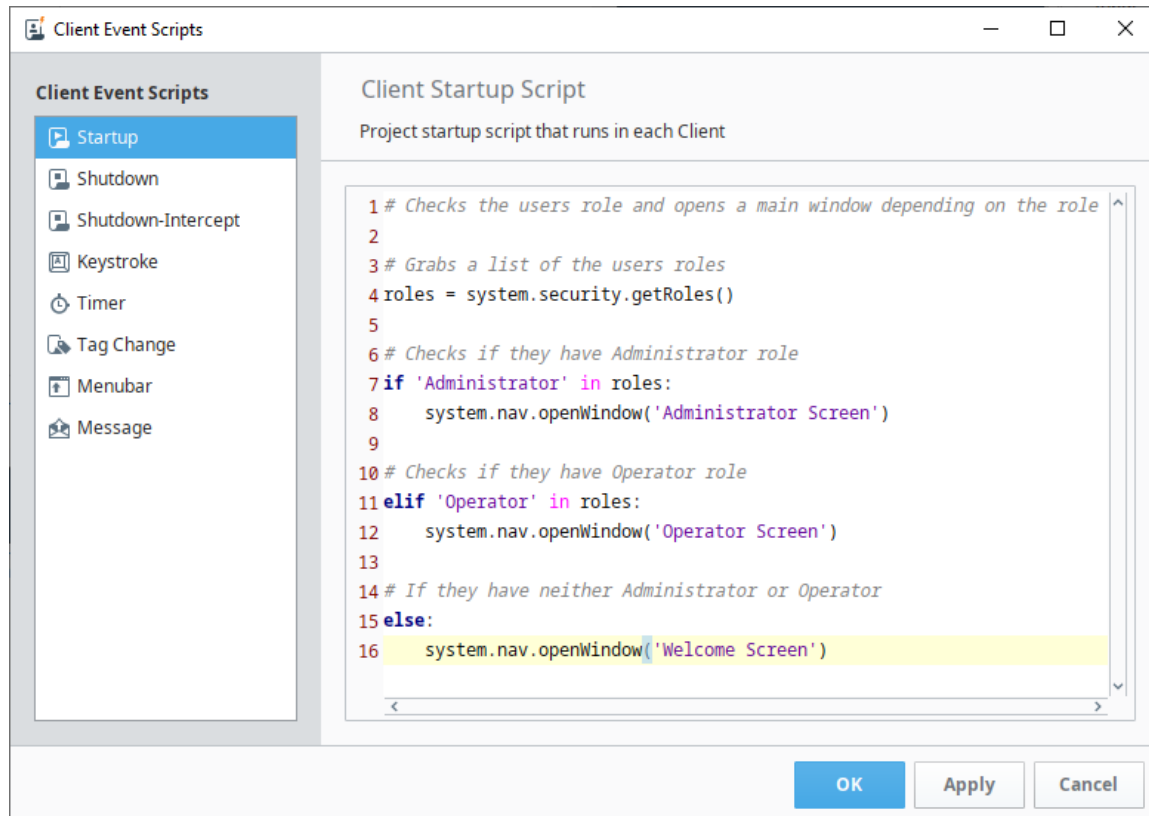 Client Event Scripts
Client Event Scripts
Startup
Shutdown
Shutdown-Intercept
Keystroke
Timer
Tag Change
Menubar
Message
Client Startup Script
Project startup script that runs in each Client
1 # Checks the users role and opens a main window depending on the role
2
3 # Grabs a list of the users roles
4 roles = system.security.getRoles()
5
6 # Checks if they have Administrator role
7 if 'Administrator' in roles:
8     system.nav.openWindow('Administrator Screen')
9
10 # Checks if they have Operator role
11 elif 'Operator' in roles:
12     system.nav.openWindow('Operator Screen')
13
14 # If they have neither Administrator or Operator
15 else:
16     system.nav.openWindow('Welcome Screen')
OK
Apply
Cancel